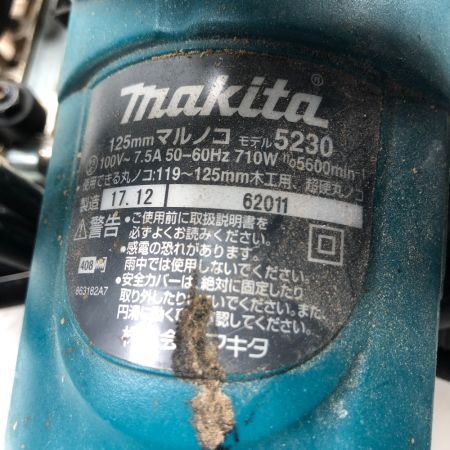 makita®
125mm マルノコ モデル 5230
100V~ 7.5A 50-60Hz 710W n₀5600min⁻¹
使用できる丸ノコ:119～125mm木工用、超硬丸ノコ
製造 17.12 62011
⚠警告
•ご使用前に取扱説明書を
必ずよくお読みください。
•感電の恐れがあります。
雨中では使用しないでください。
•安全カバーは、絶対に固定したり
取り外したりしないでください。また、
円滑に動く 確認してください。
408
863182A7
株 会 マキタ